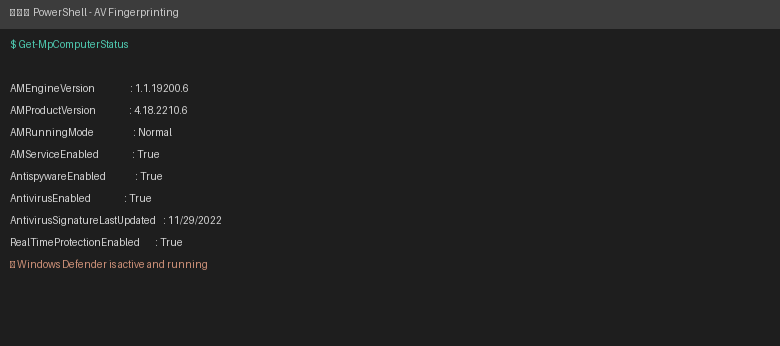 PowerShell - AV Fingerprinting
$ Get-MpComputerStatus
AMEngineVersion : 1.1.19200.6
AMProductVersion : 4.18.2210.6
AMRunningMode : Normal
AMServiceEnabled : True
AntispywareEnabled : True
AntivirusEnabled : True
AntivirusSignatureLastUpdated : 11/29/2022
RealTimeProtectionEnabled : True
Windows Defender is active and running